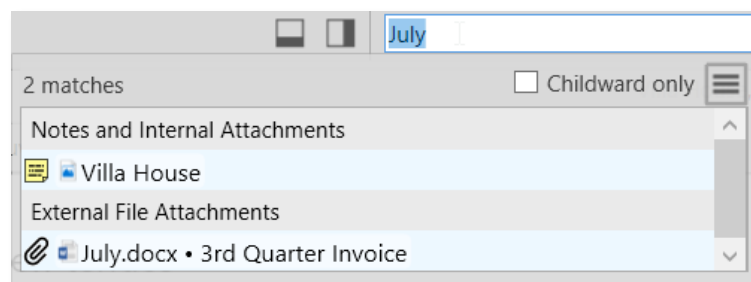 July
2 matches
Childward only
Notes and Internal Attachments
Villa House
External File Attachments
July.docx • 3rd Quarter Invoice